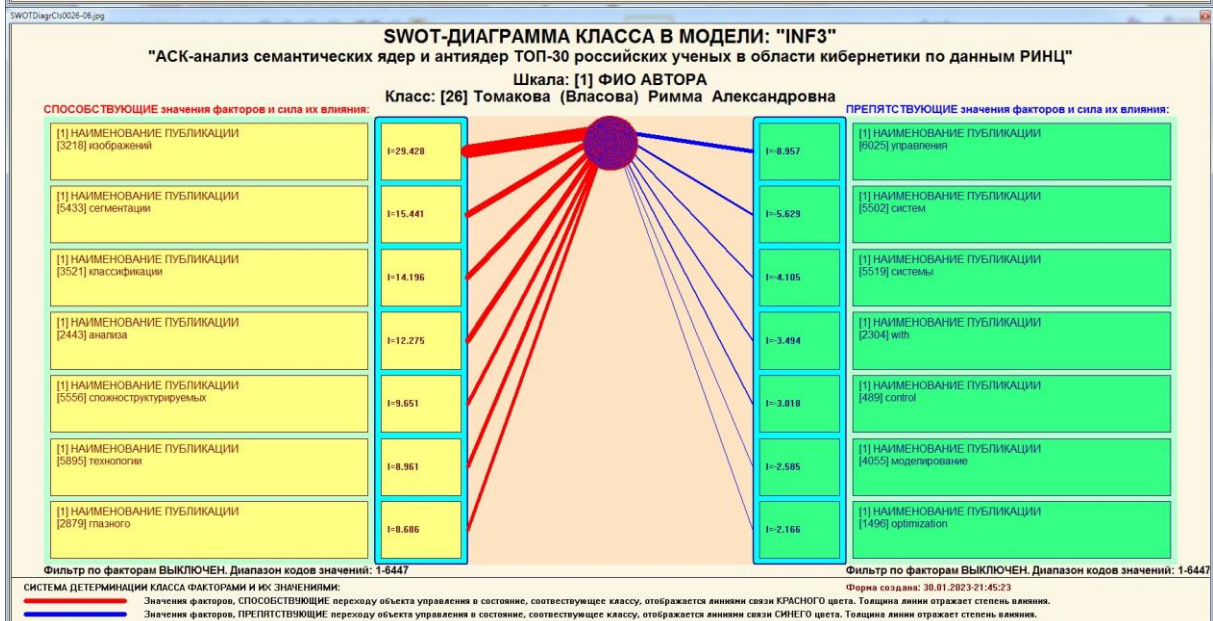 SWOTDiagrCls0026-06.jpg
SWOT-ДИАГРАММА КЛАССА В МОДЕЛИ: "INF3"
"АСК-анализ семантических ядер и антиядер ТОП-30 российских ученых в области кибернетики по данным РИНЦ"
Шкала: [1] ФИО АВТОРА
Класс: [26] Томакова (Власова) Римма Александровна
СПОСОБСТВУЮЩИЕ значения факторов и сила их влияния:
[1] НАИМЕНОВАНИЕ ПУБЛИКАЦИИ
[3218] изображений
I=29.428
[1] НАИМЕНОВАНИЕ ПУБЛИКАЦИИ
[5433] сегментации
I=15.441
[1] НАИМЕНОВАНИЕ ПУБЛИКАЦИИ
[3521] классификации
I=14.196
[1] НАИМЕНОВАНИЕ ПУБЛИКАЦИИ
[2443] анализа
I=12.275
[1] НАИМЕНОВАНИЕ ПУБЛИКАЦИИ
[5556] сложноструктурируемых
I=9.651
[1] НАИМЕНОВАНИЕ ПУБЛИКАЦИИ
[5895] технологии
I=8.961
[1] НАИМЕНОВАНИЕ ПУБЛИКАЦИИ
[2879] глазного
I=8.686
Фильтр по факторам ВЫКЛЮЧЕН. Диапазон кодов значений: 1-6447
ПРЕПЯТСТВУЮЩИЕ значения факторов и сила их влияния:
I=-8.957
[1] НАИМЕНОВАНИЕ ПУБЛИКАЦИИ
[6025] управления
I=-5.629
[1] НАИМЕНОВАНИЕ ПУБЛИКАЦИИ
[5502] систем
I=-4.105
[1] НАИМЕНОВАНИЕ ПУБЛИКАЦИИ
[5519] системы
I=-3.494
[1] НАИМЕНОВАНИЕ ПУБЛИКАЦИИ
[2304] with
I=-3.018
[1] НАИМЕНОВАНИЕ ПУБЛИКАЦИИ
[489] control
I=-2.585
[1] НАИМЕНОВАНИЕ ПУБЛИКАЦИИ
[4055] моделирование
I=-2.166
[1] НАИМЕНОВАНИЕ ПУБЛИКАЦИИ
[1496] optimization
Фильтр по факторам ВЫКЛЮЧЕН. Диапазон кодов значений: 1-6447
СИСТЕМА ДЕТЕРМИНАЦИИ КЛАССА ФАКТОРАМИ И ИХ ЗНАЧЕНИЯМИ:
Форма создана: 30.01.2023-21:45:23
Значения факторов, СПОСОБСТВУЮЩИЕ переходу объекта управления в состояние, соотвествующее классу, отображается линиями связи КРАСНОГО цвета. Толщина линии отражает степень влияния.
Значения факторов, ПРЕПЯТСТВУЮЩИЕ переходу объекта управления в состояние, соотвествующее классу, отображается линиями связи СИНЕГО цвета. Толщина линии отражает степень влияния.